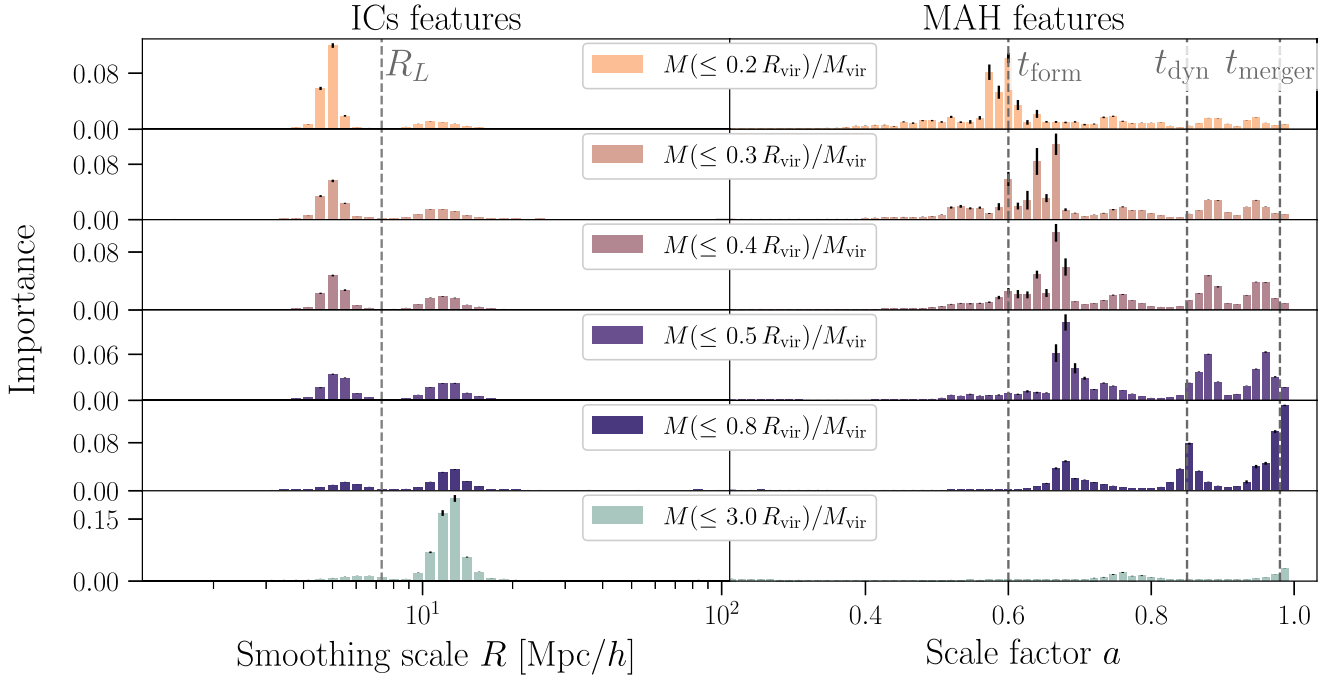 ICs features
MAH features
R_L
t_form
t_dyn
t_merger
0.08
0.00
M(≤ 0.2 R_vir)/M_vir
0.08
0.00
M(≤ 0.3 R_vir)/M_vir
0.08
0.00
M(≤ 0.4 R_vir)/M_vir
0.06
0.00
M(≤ 0.5 R_vir)/M_vir
0.08
0.00
M(≤ 0.8 R_vir)/M_vir
0.15
0.00
M(≤ 3.0 R_vir)/M_vir
Importance
10^1
10^2
0.4
0.6
0.8
1.0
Smoothing scale R [Mpc/h]
Scale factor a